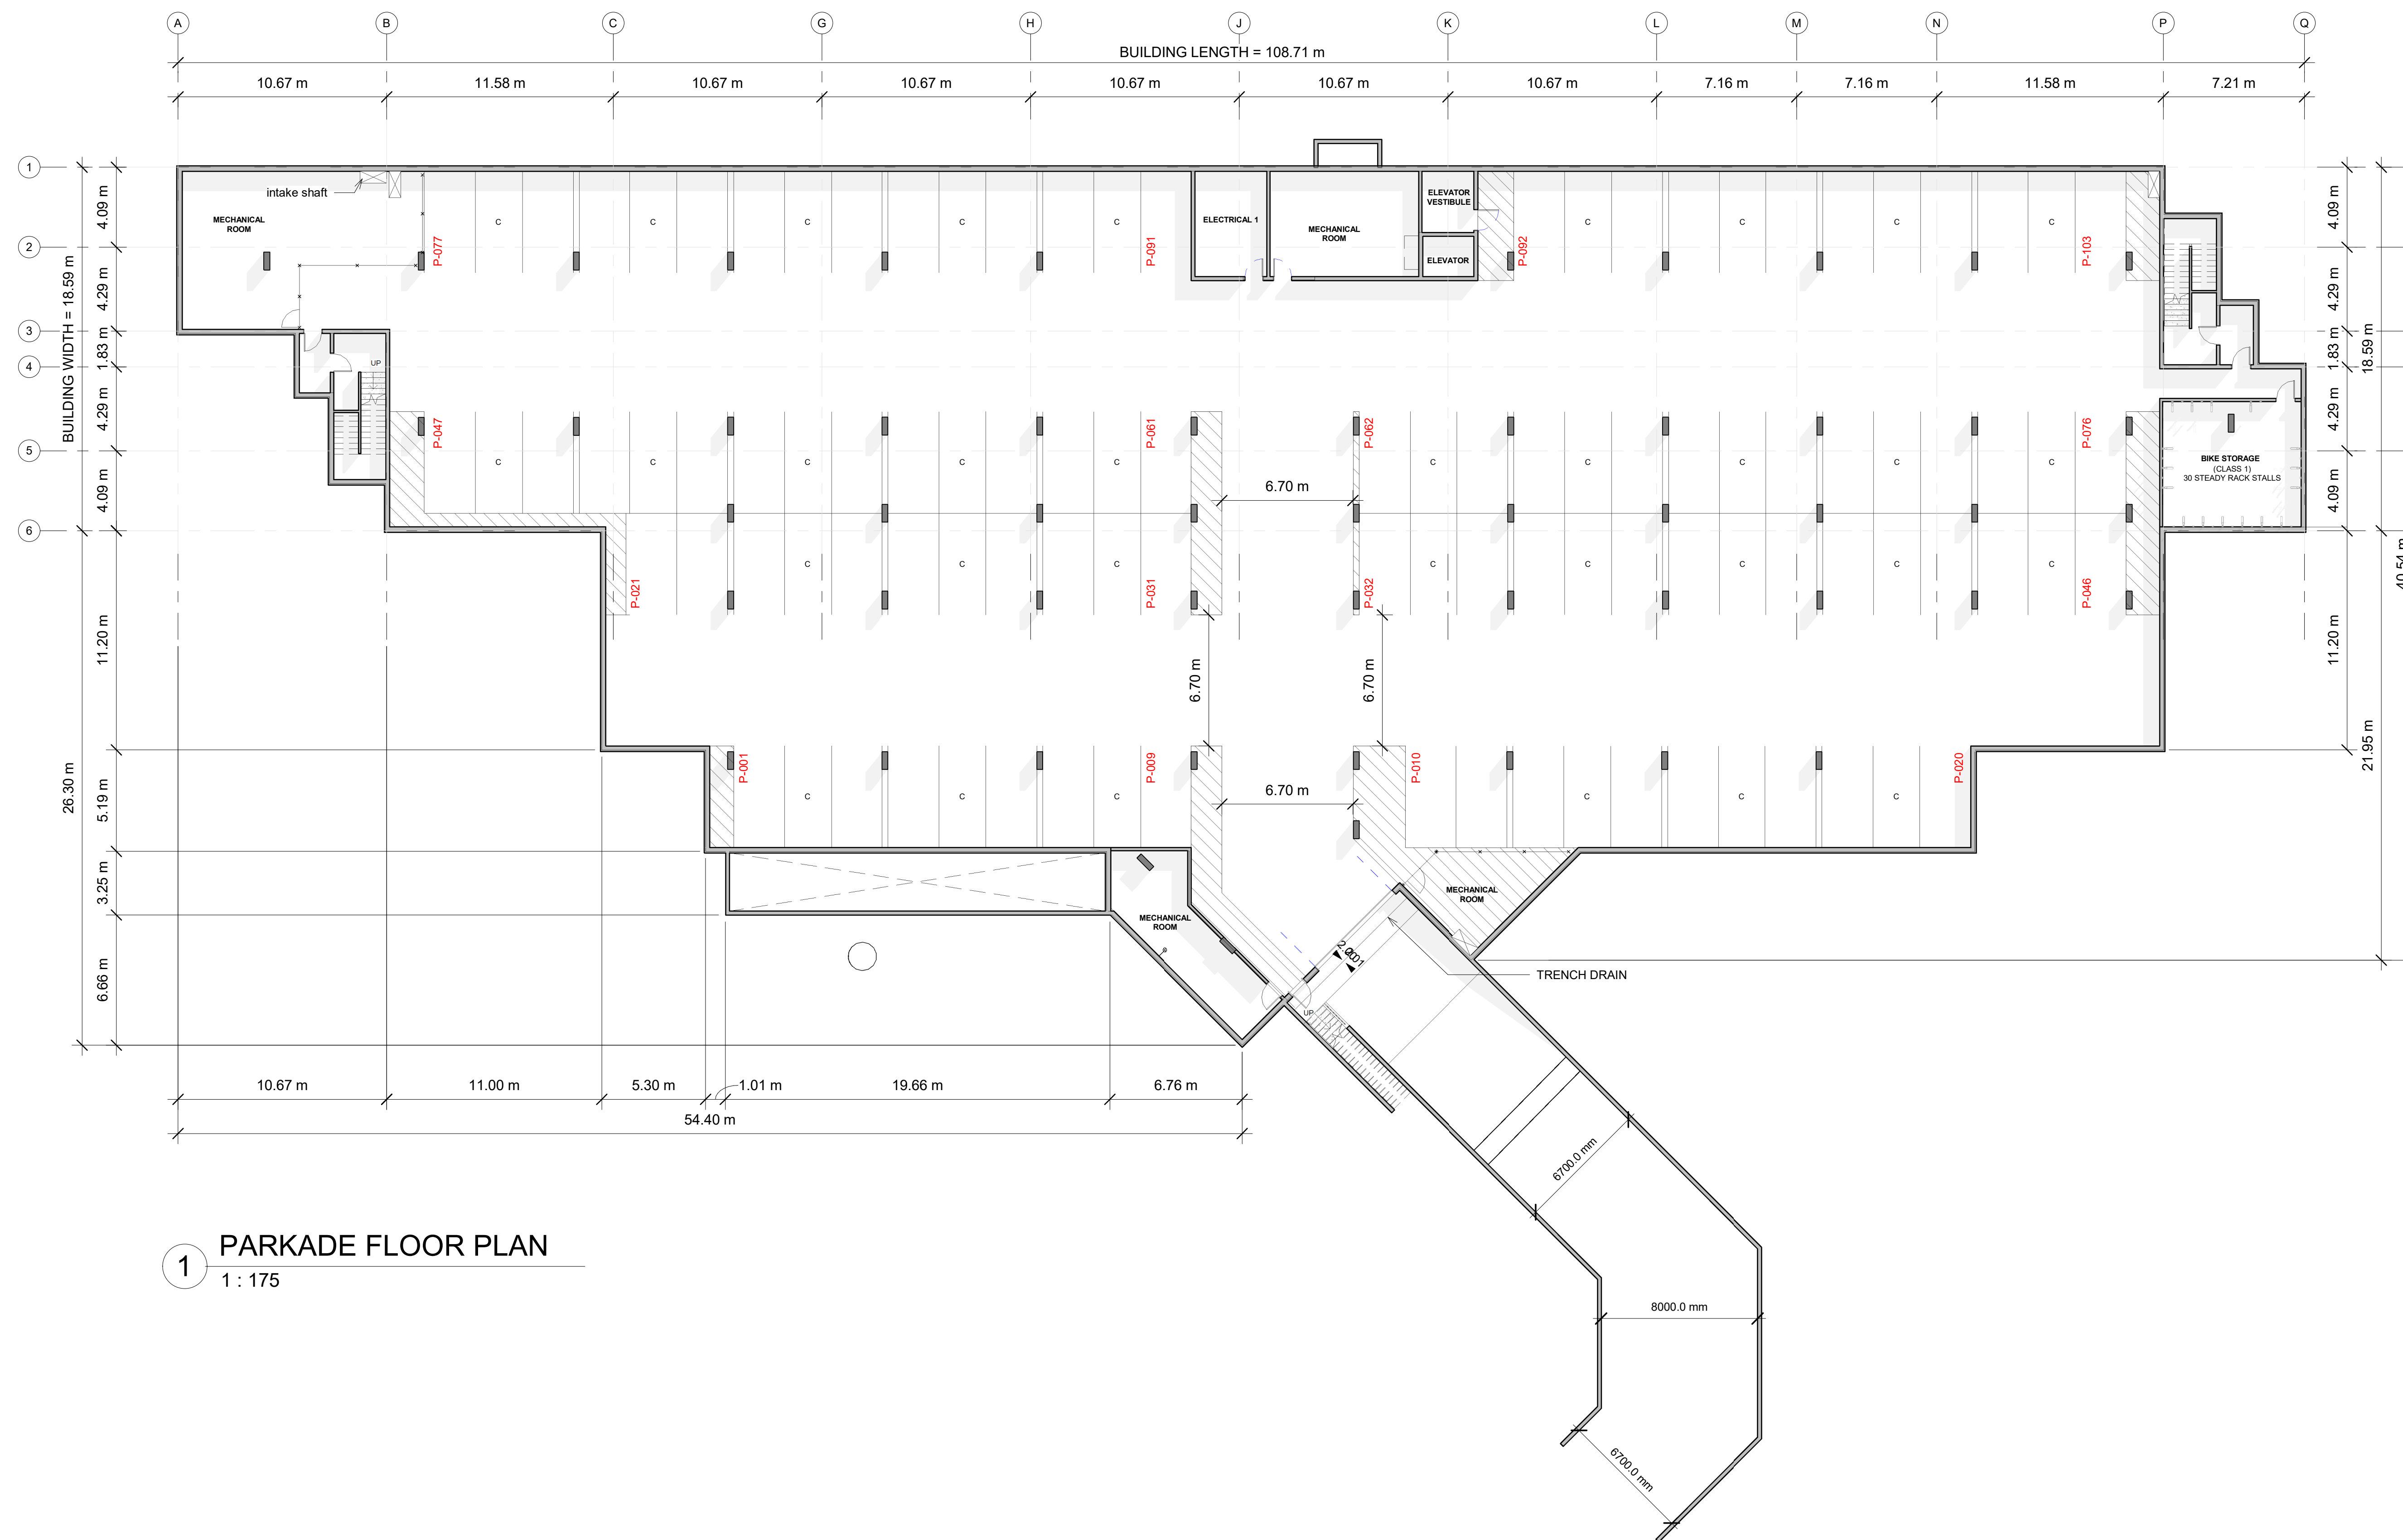 A B C G H J K L M N P Q
BUILDING LENGTH = 108.71 m
10.67 m 11.58 m 10.67 m 10.67 m 10.67 m 10.67 m 10.67 m 7.16 m 7.16 m 11.58 m 7.21 m
1
2
3
4
5
6
BUILDING WIDTH = 18.59 m
26.30 m
4.09 m
4.29 m
1.83 m
4.29 m
4.09 m
11.20 m
5.19 m
3.25 m
6.66 m
intake shaft
MECHANICAL
ROOM
P-077
C C C C C
P-091
ELECTRICAL 1
MECHANICAL
ROOM
ELEVATOR
VESTIBULE
ELEVATOR
P-092
C C C C
P-103
UP
P-047
C C C C C
P-061
P-062
C C C C C
P-076
6.70 m
BIKE STORAGE
(CLASS 1)
30 STEADY RACK STALLS
P-021
C C C
P-031
P-032
C C C C C
P-046
6.70 m
6.70 m
P-001
C C C
P-009
6.70 m
P-010
C C C
P-020
MECHANICAL
ROOM
MECHANICAL
ROOM
TRENCH DRAIN
UP
4.09 m
4.29 m
1.83 m
4.29 m
4.09 m
11.20 m
18.59 m
21.95 m
40.54 m
10.67 m 11.00 m 5.30 m 1.01 m 19.66 m 6.76 m
54.40 m
6700.0 mm
8000.0 mm
6700.0 mm
1 PARKADE FLOOR PLAN
1 : 175